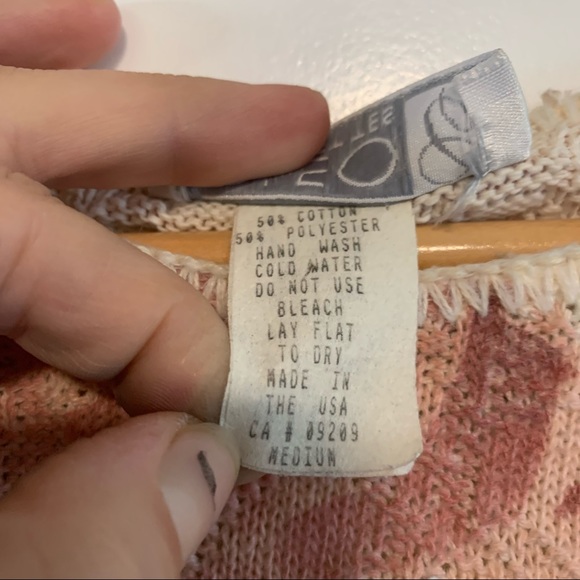 50% COTTON
50% POLYESTER
HAND WASH
COLD WATER
DO NOT USE
BLEACH
LAY FLAT
TO DRY
MADE IN
THE USA
CA # 09209
MEDIUM